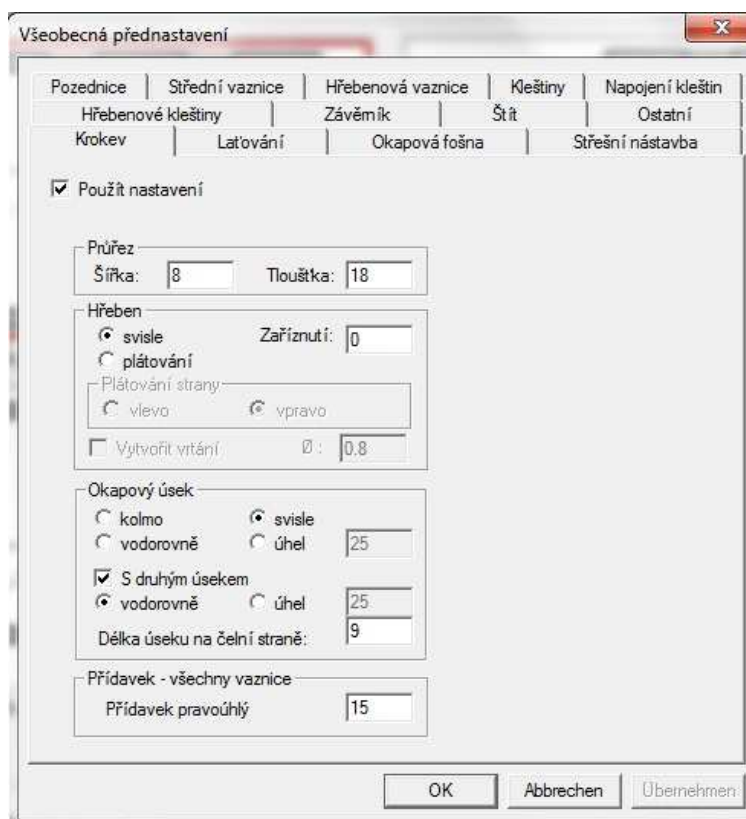 Všeobecná přednastavení
Pozednice Střední vaznice Hřebenová vaznice Kleštiny Napojení kleštin
Hřebenové kleštiny Závěrník Štít Ostatní
Krokev Laťování Okapová fošna Střešní nástavba
Použít nastavení
Průřez
Šířka: 8 Tloušťka: 18
Hřeben
svisle Zaříznutí: 0
plátování
Plátování strany
vlevo vpravo
Vytvořit vrtání Ø : 0.8
Okapový úsek
kolmo svisle
vodorovně úhel 25
S druhým úsekem
vodorovně úhel 25
Délka úseku na čelní straně: 9
Přídavek - všechny vaznice
Přídavek pravoúhlý 15
OK Abbrechen Übernehmen